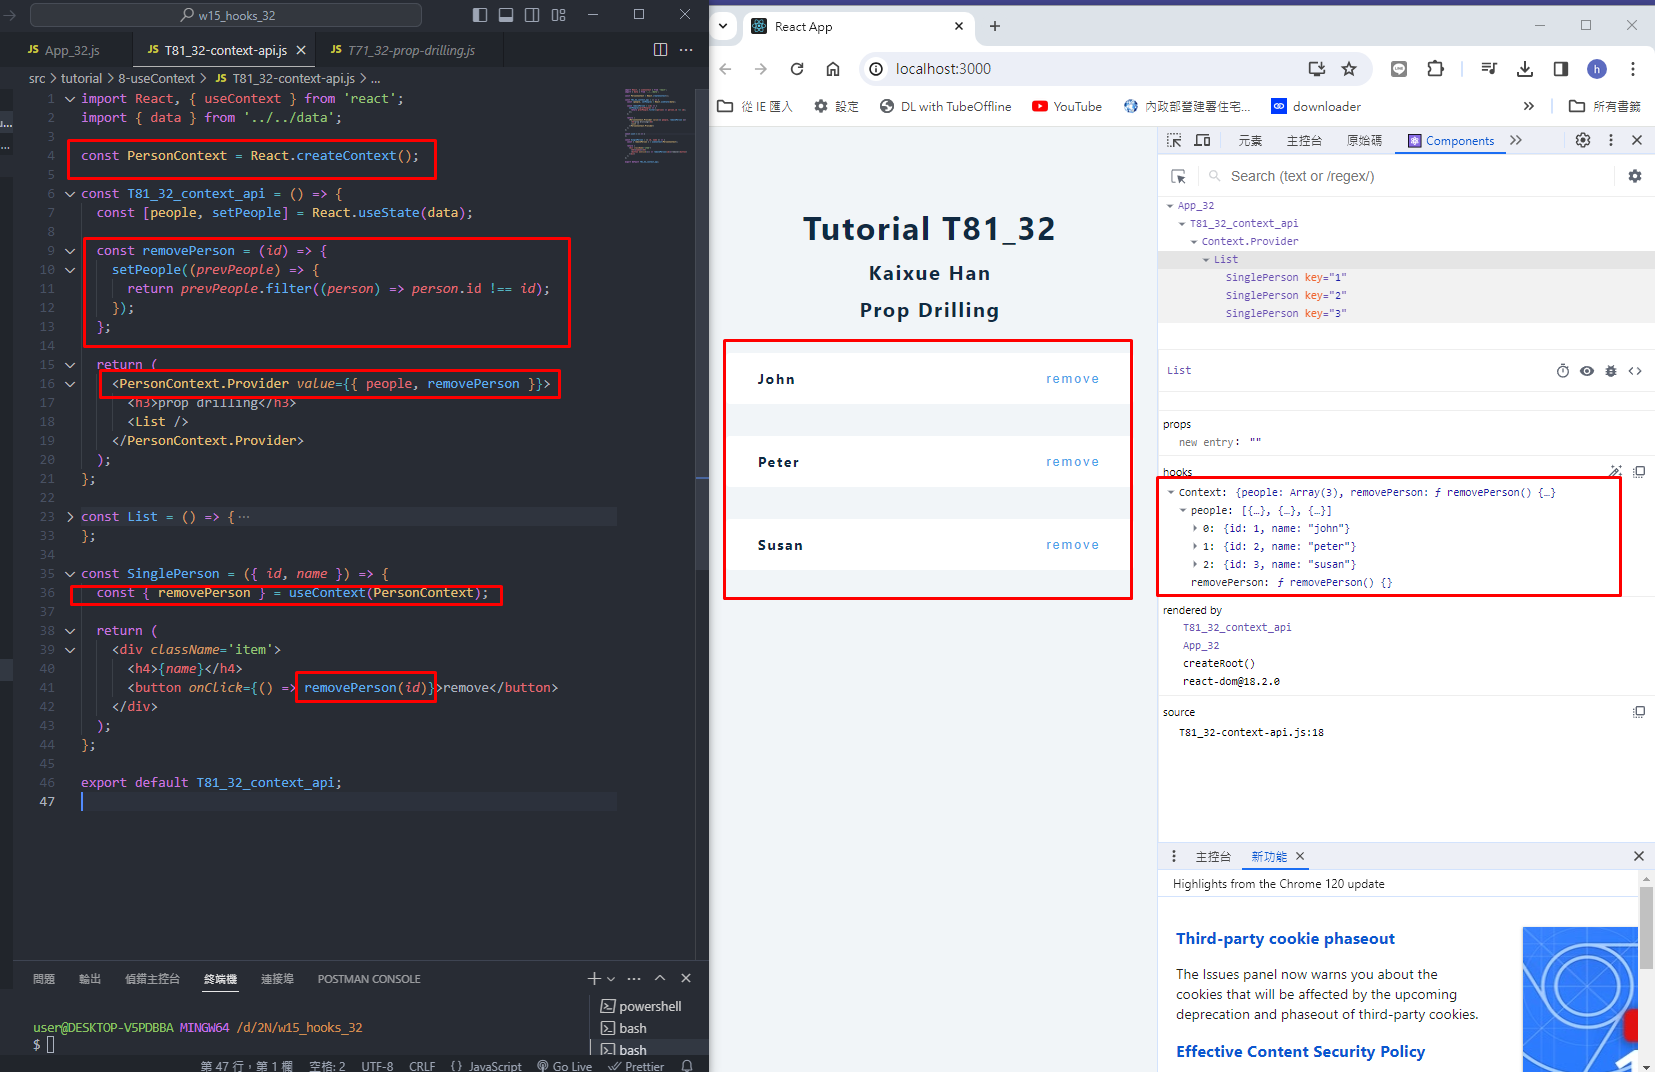 w15_hooks_32
JS App_32.js
JS T81_32-context-api.js
JS T71_32-prop-drilling.js
src > tutorial > 8-useContext > JS T81_32-context-api.js > ...
1 import React, { useContext } from 'react';
2 import { data } from '../../data';
3
4 const PersonContext = React.createContext();
5
6 const T81_32_context_api = () => {
7 const [people, setPeople] = React.useState(data);
8
9 const removePerson = (id) => {
10 setPeople((prevPeople) => {
11 return prevPeople.filter((person) => person.id !== id);
12 });
13 };
14
15 return (
16 <PersonContext.Provider value={{ people, removePerson }}>
17 <h3>prop drilling</h3>
18 <List />
19 </PersonContext.Provider>
20 );
21 };
22
23 const List = () => {···
33 };
34
35 const SinglePerson = ({ id, name }) => {
36 const { removePerson } = useContext(PersonContext);
37
38 return (
39 <div className='item'>
40 <h4>{name}</h4>
41 <button onClick={() => removePerson(id)}>remove</button>
42 </div>
43 );
44 };
45
46 export default T81_32_context_api;
47
問題 輸出 偵錯主控台 終端機 連接埠 POSTMAN CONSOLE
user@DESKTOP-V5PDBBA MINGW64 /d/2N/w15_hooks_32
$
powershell
bash
bash
第 47 行，第 1 欄 空格: 2 UTF-8 CRLF {} JavaScript Go Live Prettier
React App
localhost:3000
h
從 IE 匯入 設定 DL with TubeOffline YouTube 內政部營建署住宅... downloader » 所有書籤
Tutorial T81_32
Kaixue Han
Prop Drilling
John remove
Peter remove
Susan remove
元素 主控台 原始碼 Components
Search (text or /regex/)
App_32
T81_32_context_api
Context.Provider
List
SinglePerson key="1"
SinglePerson key="2"
SinglePerson key="3"
List
props
new entry: ""
hooks
Context: {people: Array(3), removePerson: ƒ removePerson() {…}
people: [{…}, {…}, {…}]
0: {id: 1, name: "john"}
1: {id: 2, name: "peter"}
2: {id: 3, name: "susan"}
removePerson: ƒ removePerson() {}
rendered by
T81_32_context_api
App_32
createRoot()
react-dom@18.2.0
source
T81_32-context-api.js:18
主控台 新功能
Highlights from the Chrome 120 update
Third-party cookie phaseout
The Issues panel now warns you about the
cookies that will be affected by the upcoming
deprecation and phaseout of third-party cookies.
Effective Content Security Policy